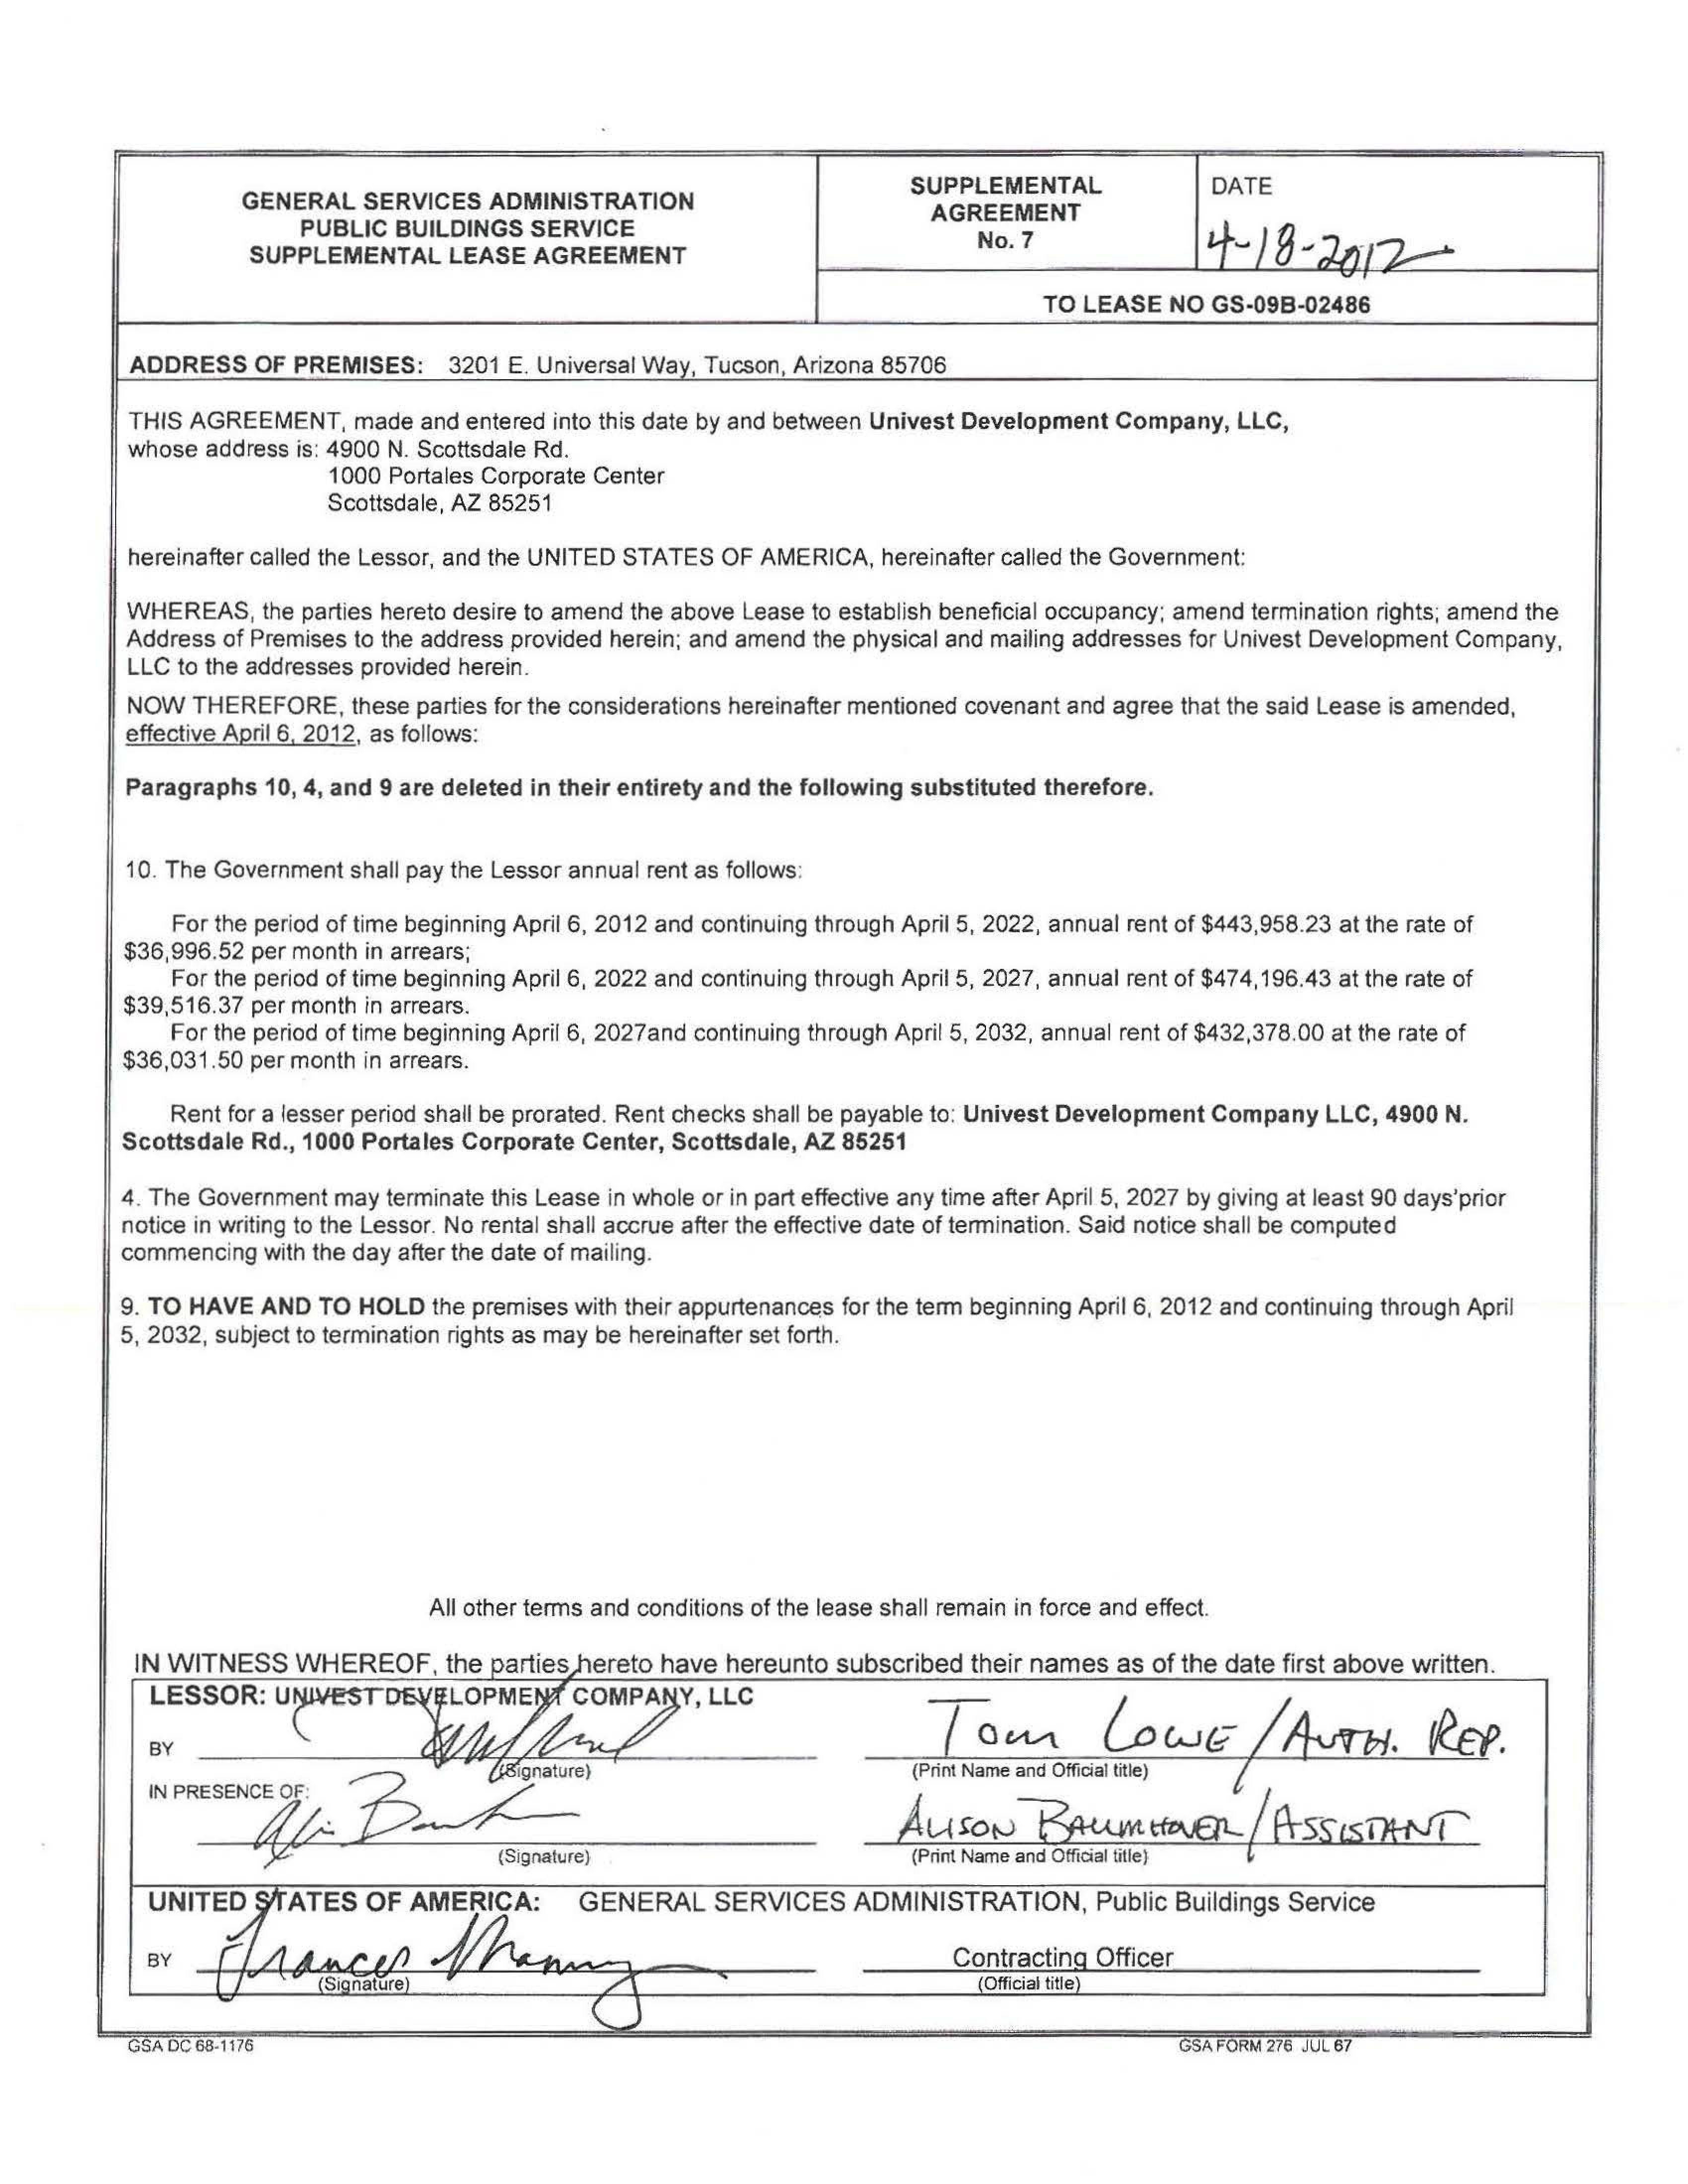 GENERAL SERVICES ADMINISTRATION
PUBLIC BUILDINGS SERVICE
SUPPLEMENTAL LEASE AGREEMENT
SUPPLEMENTAL
AGREEMENT
No. 7
DATE
4-18-2012
TO LEASE NO GS-09B-02486
ADDRESS OF PREMISES: 3201 E. Universal Way, Tucson, Arizona 85706
THIS AGREEMENT, made and entered into this date by and between Univest Development Company, LLC,
whose address is: 4900 N. Scottsdale Rd.
1000 Portales Corporate Center
Scottsdale, AZ 85251
hereinafter called the Lessor, and the UNITED STATES OF AMERICA, hereinafter called the Government:
WHEREAS, the parties hereto desire to amend the above Lease to establish beneficial occupancy; amend termination rights; amend the
Address of Premises to the address provided herein; and amend the physical and mailing addresses for Univest Development Company,
LLC to the addresses provided herein.
NOW THEREFORE, these parties for the considerations hereinafter mentioned covenant and agree that the said Lease is amended,
effective April 6, 2012, as follows:
Paragraphs 10, 4, and 9 are deleted in their entirety and the following substituted therefore.
10. The Government shall pay the Lessor annual rent as follows:
For the period of time beginning April 6, 2012 and continuing through April 5, 2022, annual rent of $443,958.23 at the rate of
$36,996.52 per month in arrears;
For the period of time beginning April 6, 2022 and continuing through April 5, 2027, annual rent of $474,196.43 at the rate of
$39,516.37 per month in arrears.
For the period of time beginning April 6, 2027and continuing through April 5, 2032, annual rent of $432,378.00 at the rate of
$36,031.50 per month in arrears.
Rent for a lesser period shall be prorated. Rent checks shall be payable to: Univest Development Company LLC, 4900 N.
Scottsdale Rd., 1000 Portales Corporate Center, Scottsdale, AZ 85251
4. The Government may terminate this Lease in whole or in part effective any time after April 5, 2027 by giving at least 90 days'prior
notice in writing to the Lessor. No rental shall accrue after the effective date of termination. Said notice shall be computed
commencing with the day after the date of mailing.
9. TO HAVE AND TO HOLD the premises with their appurtenances for the term beginning April 6, 2012 and continuing through April
5, 2032, subject to termination rights as may be hereinafter set forth.
All other terms and conditions of the lease shall remain in force and effect.
IN WITNESS WHEREOF, the parties hereto have hereunto subscribed their names as of the date first above written.
LESSOR: UNIVEST DEVELOPMENT COMPANY, LLC
BY
Tom LOWE/AUTH. REP.
(Signature)
(Print Name and Official title)
IN PRESENCE OF:
ALISON BAUMHOVER/ASSISTANT
(Signature)
(Print Name and Official title)
UNITED STATES OF AMERICA: GENERAL SERVICES ADMINISTRATION, Public Buildings Service
BY
Frances
Contracting Officer
(Signature)
(Official title)
GSA DC 68-1176
GSA FORM 276 JUL 67